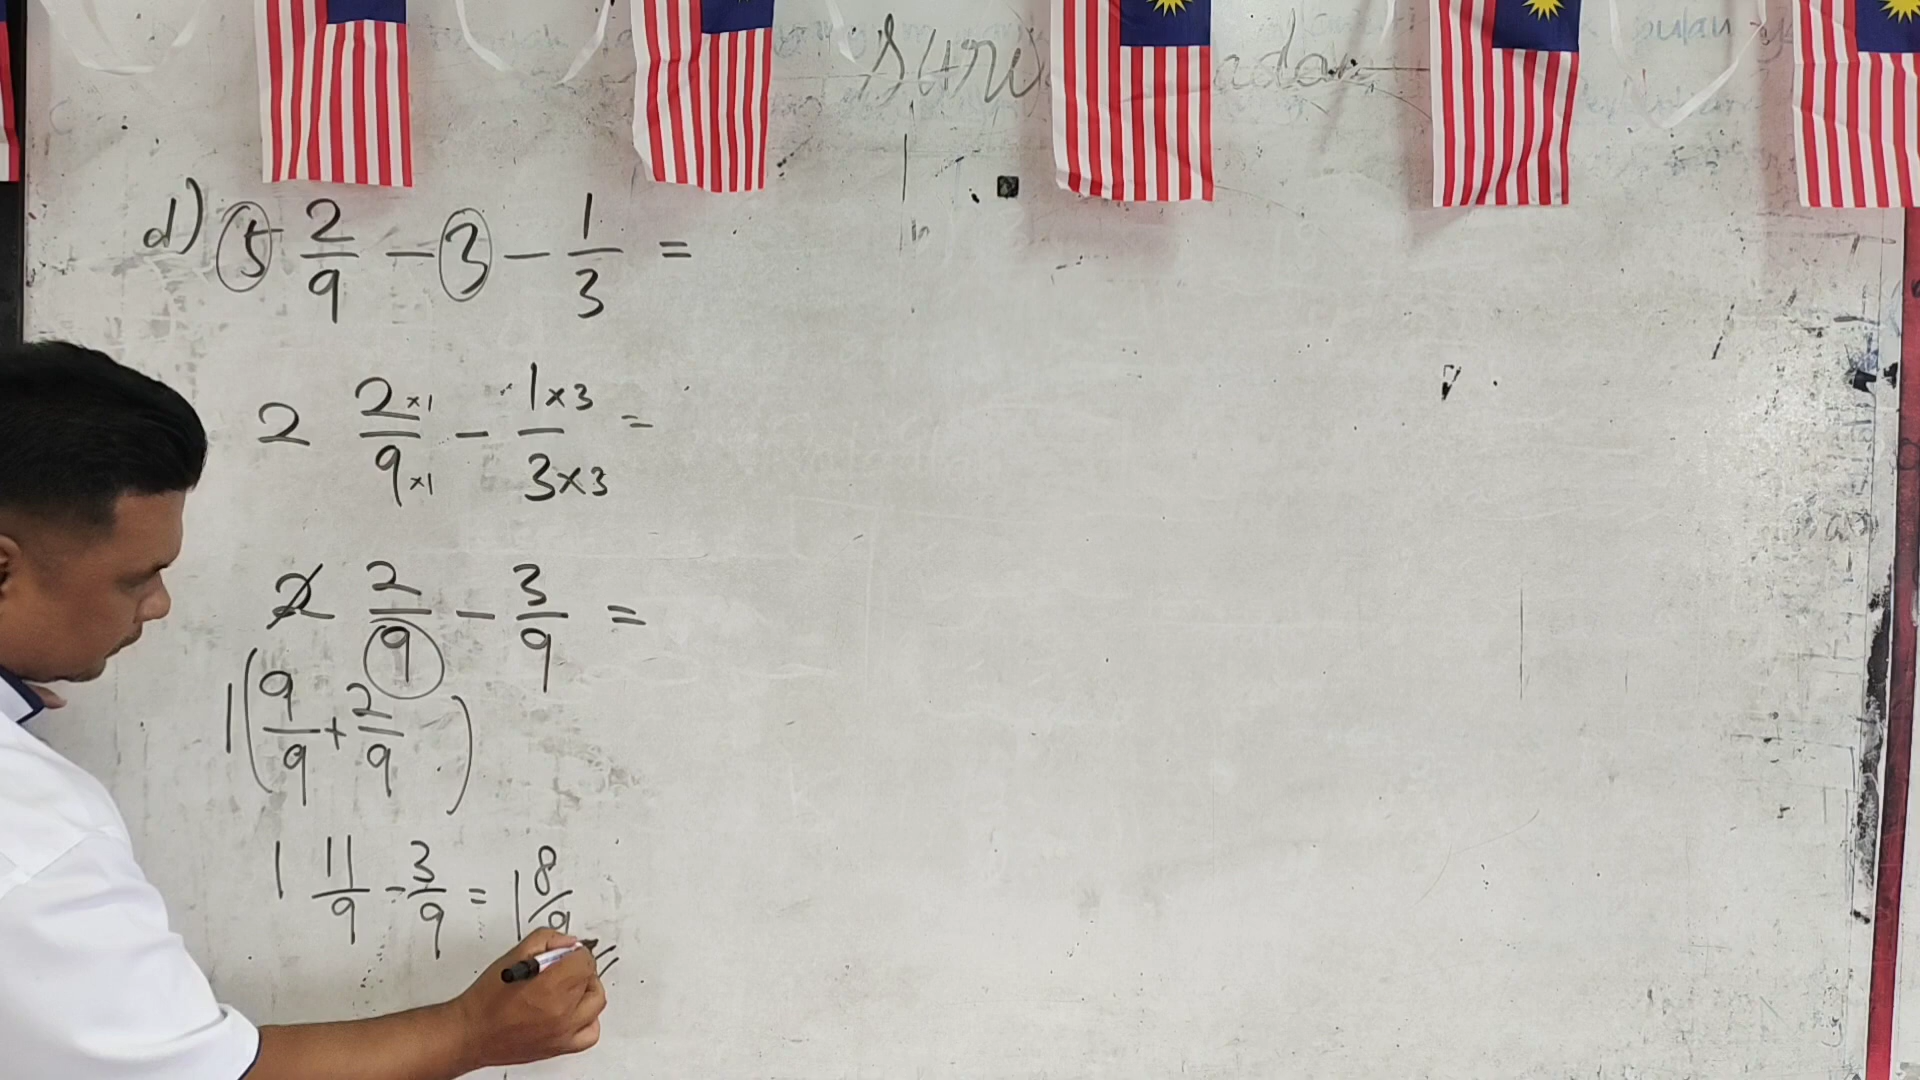 d) 5 2/9 - 3 - 1/3 =
2 2×1/9×1 - 1×3/3×3 =
2 2/9 - 3/9 =
1(9/9 + 2/9)
1 11/9 - 3/9 = 1 8/9